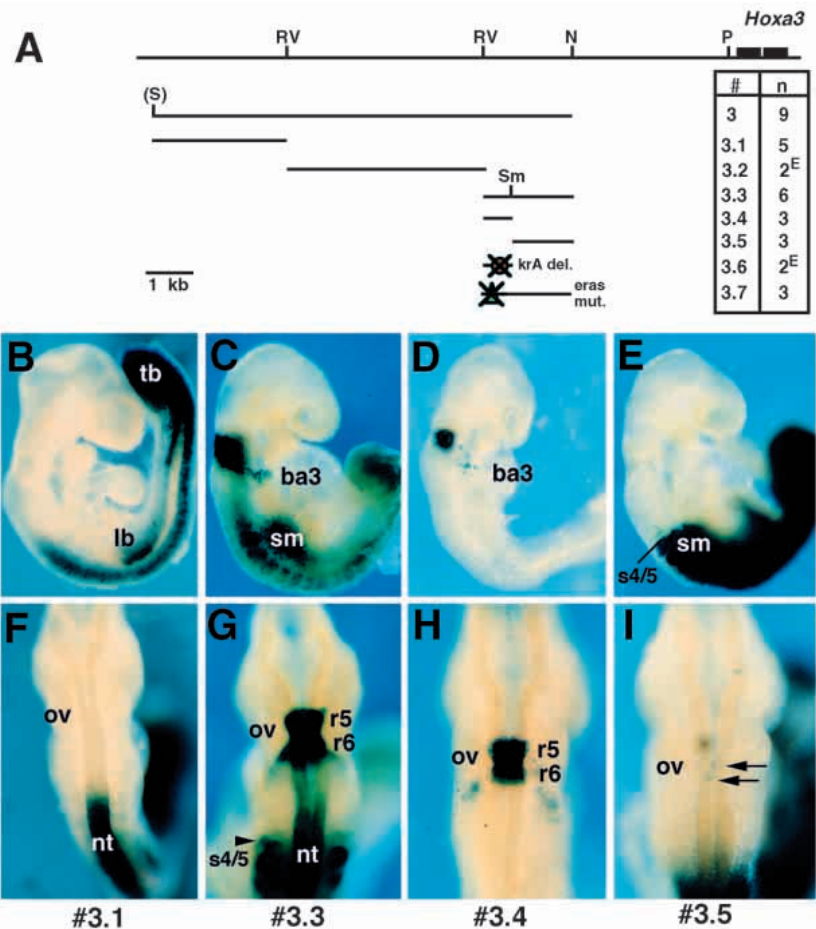 Hoxa3
A RV RV N P
(S)
# n
3 9
3.1 5
3.2 2E
Sm
3.3 6
3.4 3
3.5 3
krA del.
3.6 2E
1 kb
eras
mut.
3.7 3
B tb lb
C ba3 sm
D ba3
E sm s4/5
F ov nt
G ov r5 r6 s4/5 nt
H ov r5 r6
I ov
#3.1 #3.3 #3.4 #3.5